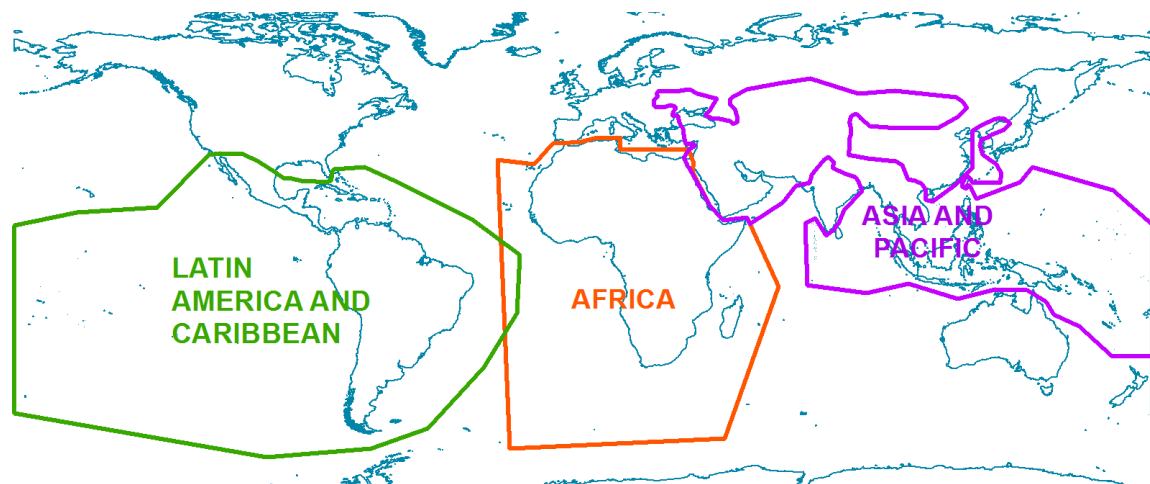 LATIN
AMERICA AND
CARIBBEAN
AFRICA
ASIA AND
PACIFIC